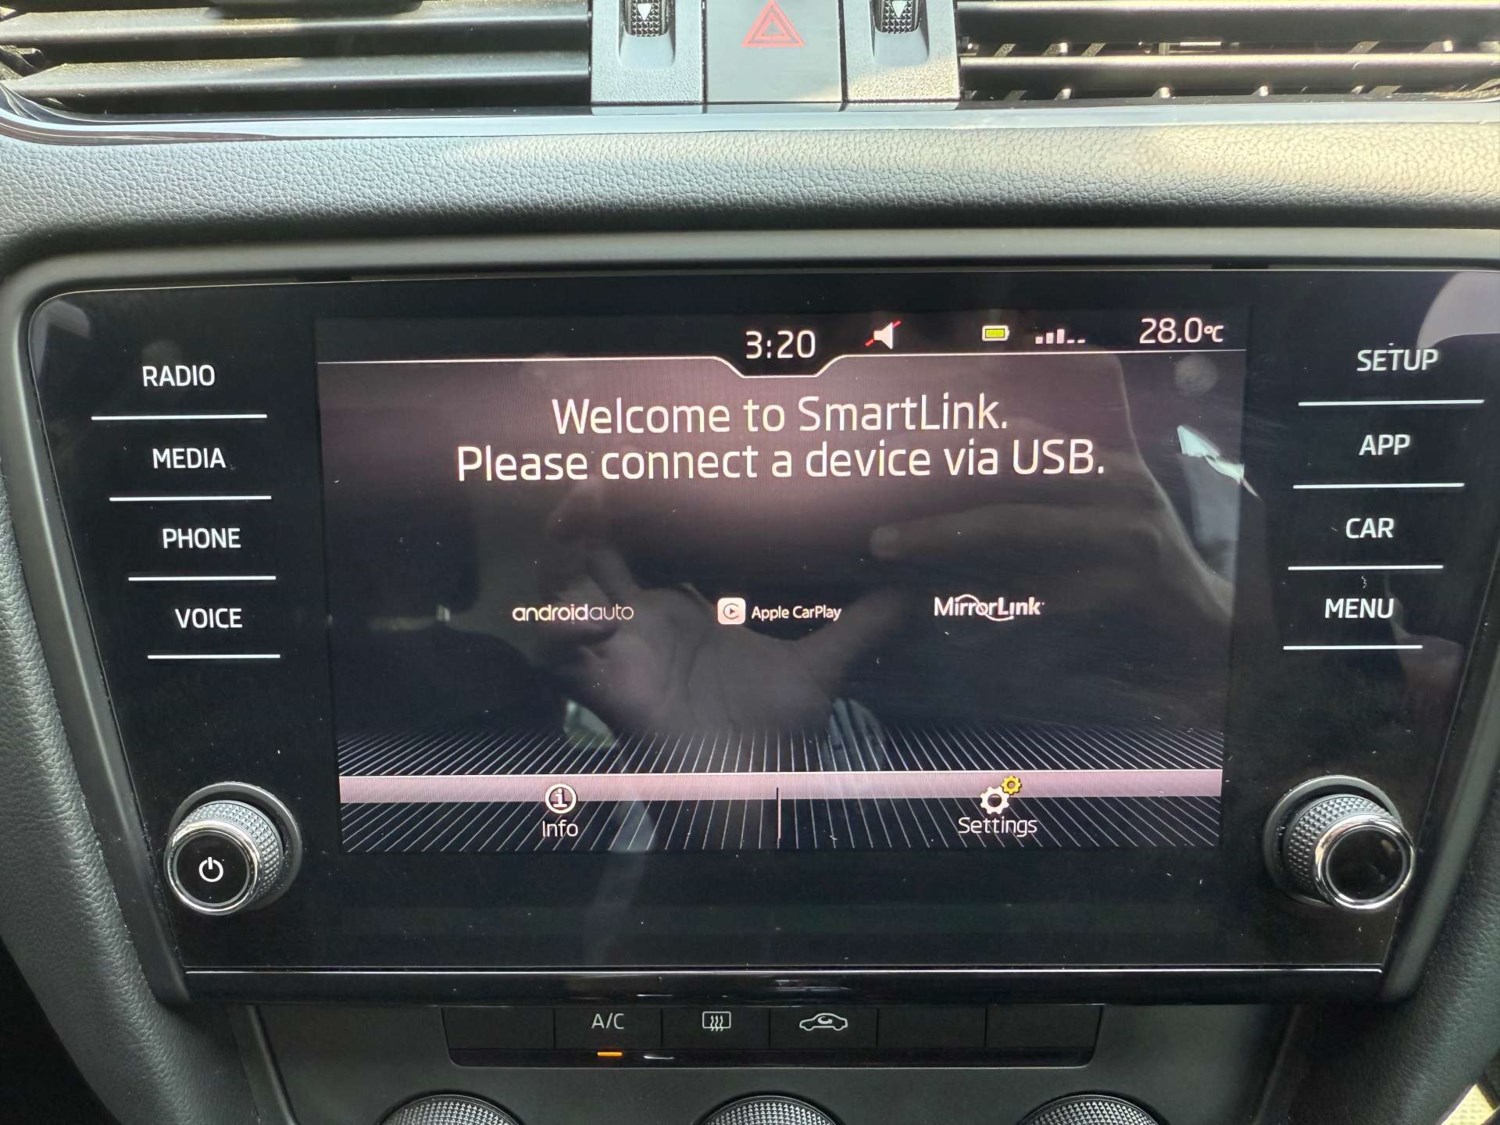 3:20
28.0°C
RADIO
MEDIA
PHONE
VOICE
Welcome to SmartLink.
Please connect a device via USB.
androidauto
Apple CarPlay
MirrorLink
Info
Settings
SETUP
APP
CAR
MENU
A/C